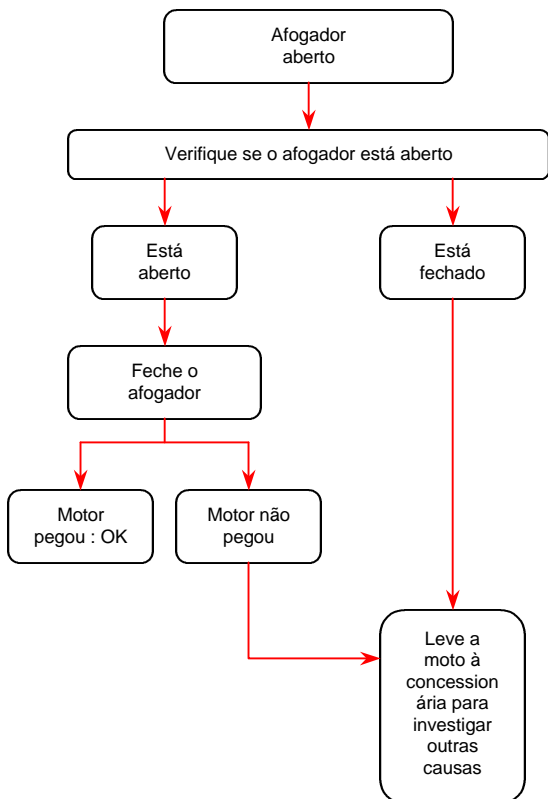 Afogador
aberto
Verifique se o afogador está aberto
Está
aberto
Está
fechado
Feche o
afogador
Motor
pegou : OK
Motor não
pegou
Leve a
moto à
concession
ária para
investigar
outras
causas